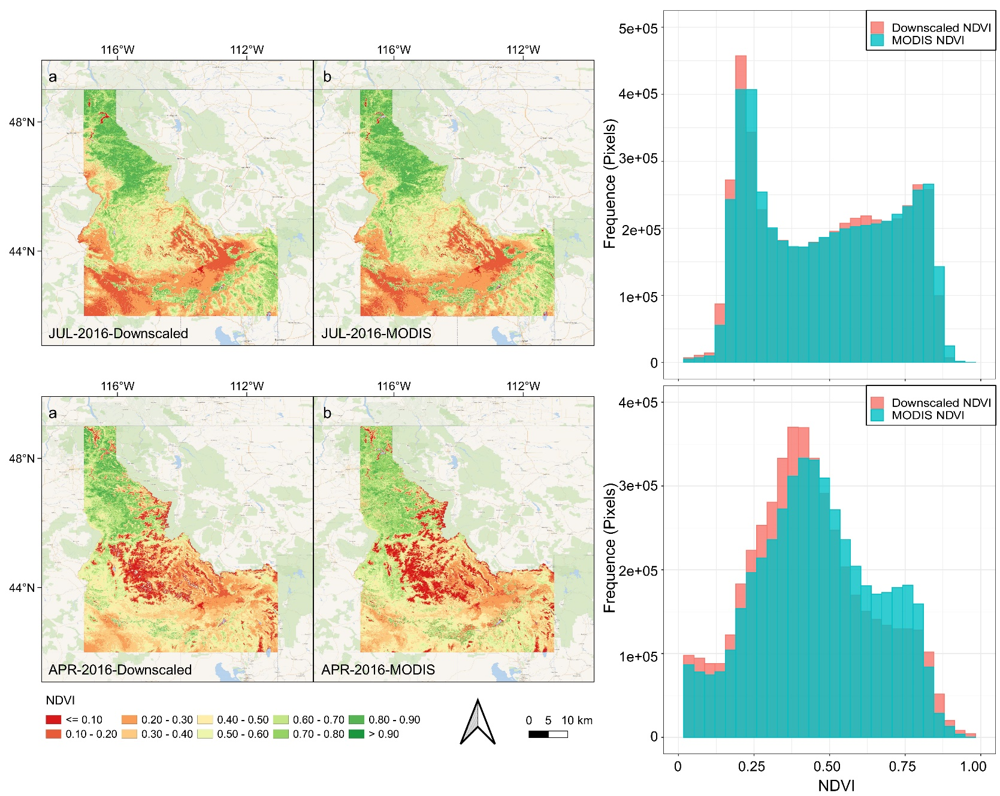 116°W 112°W 116°W 112°W
a b
48°N
44°N
JUL-2016-Downscaled JUL-2016-MODIS
5e+05
4e+05
3e+05
2e+05
1e+05
0
Frequence (Pixels)
Downscaled NDVI
MODIS NDVI
116°W 112°W 116°W 112°W
a b
48°N
44°N
APR-2016-Downscaled APR-2016-MODIS
4e+05
3e+05
2e+05
1e+05
0
Frequence (Pixels)
Downscaled NDVI
MODIS NDVI
0 0.25 0.50 0.75 1.00
NDVI
NDVI
<= 0.10 0.20 - 0.30 0.40 - 0.50 0.60 - 0.70 0.80 - 0.90
0.10 - 0.20 0.30 - 0.40 0.50 - 0.60 0.70 - 0.80 > 0.90
0 5 10 km